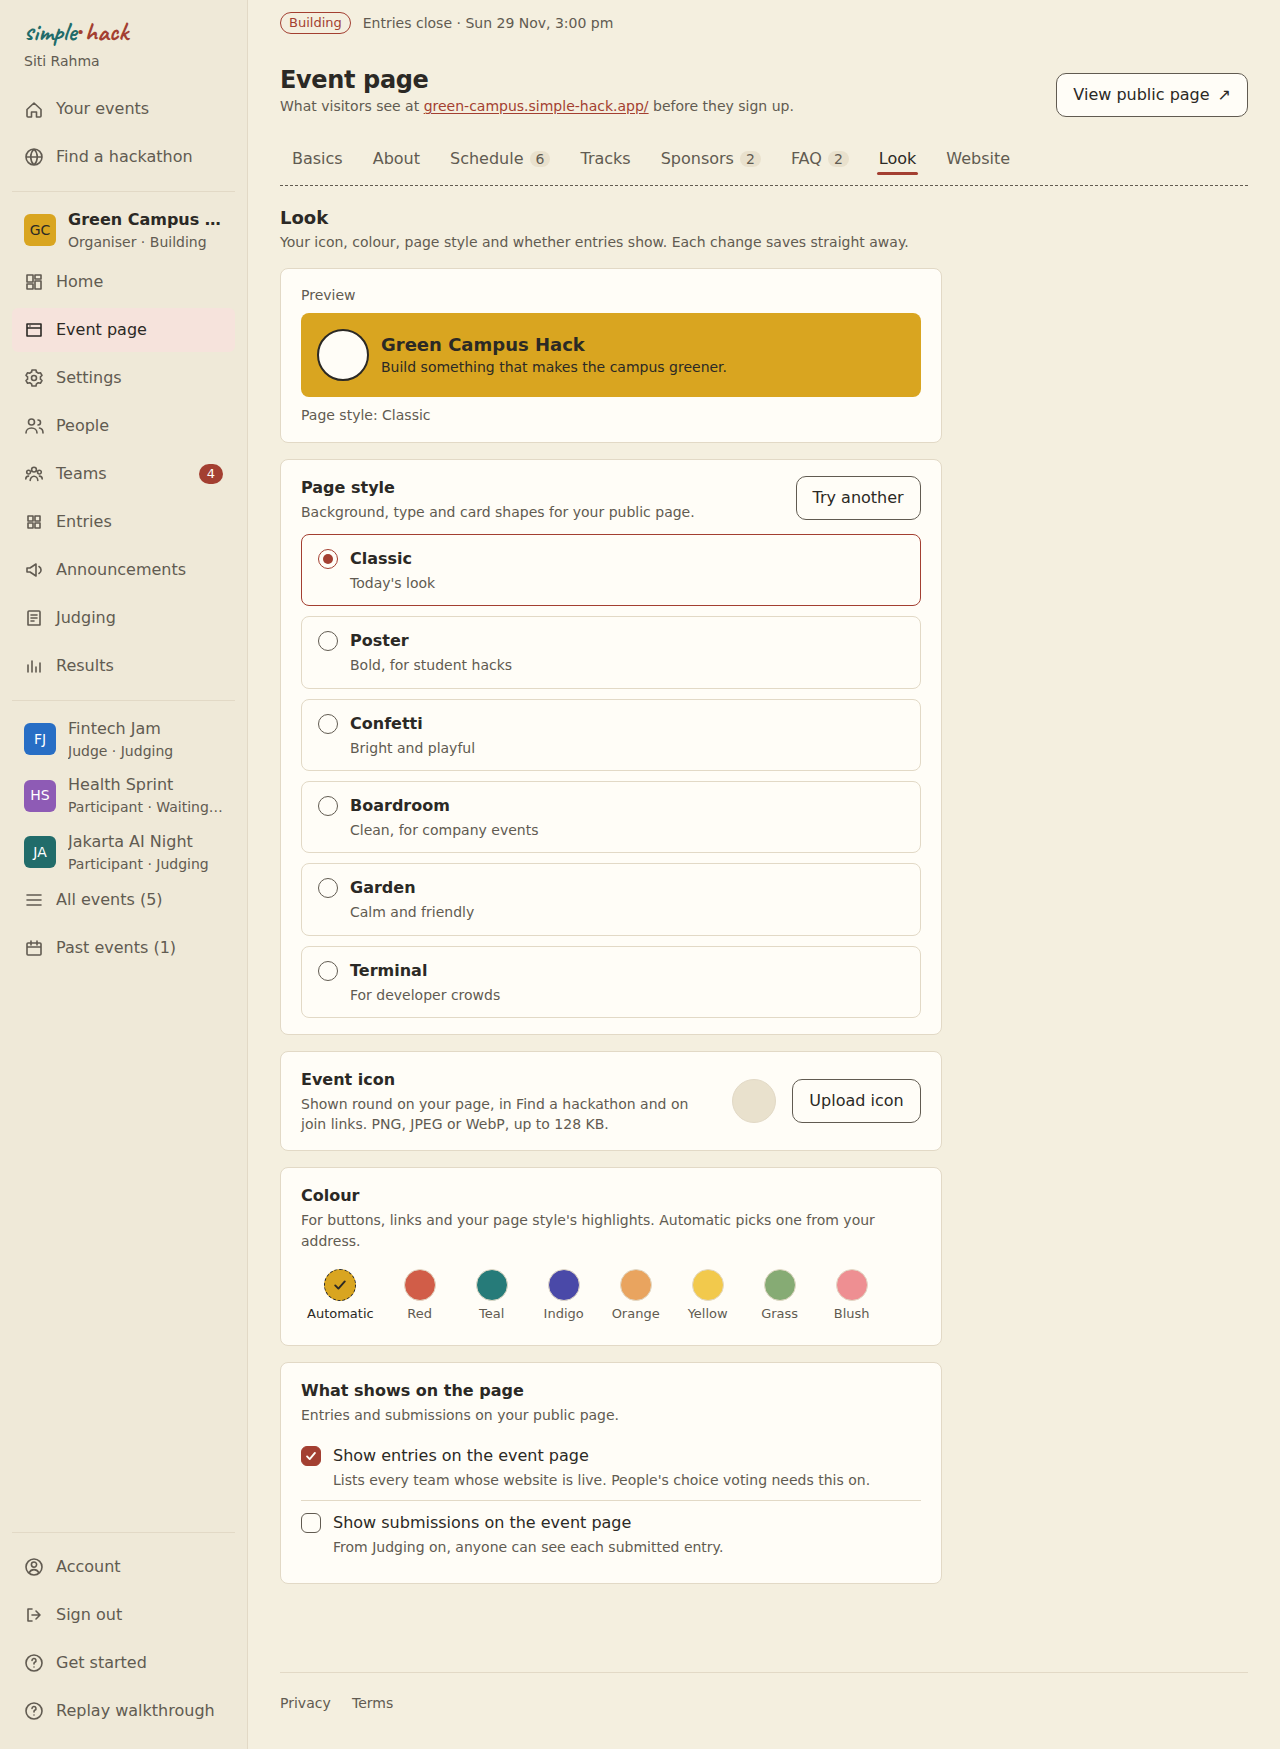 simple·hack
Siti Rahma
Your events
Find a hackathon
GC
Green Campus ...
Organiser · Building
Home
Event page
Settings
People
Teams
4
Entries
Announcements
Judging
Results
FJ
Fintech Jam
Judge · Judging
HS
Health Sprint
Participant · Waiting...
JA
Jakarta AI Night
Participant · Judging
All events (5)
Past events (1)
Account
Sign out
Get started
Replay walkthrough
Building
Entries close · Sun 29 Nov, 3:00 pm
Event page
What visitors see at green-campus.simple-hack.app/ before they sign up.
View public page ↗
Basics
About
Schedule 6
Tracks
Sponsors 2
FAQ 2
Look
Website
Look
Your icon, colour, page style and whether entries show. Each change saves straight away.
Preview
Green Campus Hack
Build something that makes the campus greener.
Page style: Classic
Page style
Background, type and card shapes for your public page.
Try another
Classic
Today's look
Poster
Bold, for student hacks
Confetti
Bright and playful
Boardroom
Clean, for company events
Garden
Calm and friendly
Terminal
For developer crowds
Event icon
Shown round on your page, in Find a hackathon and on
join links. PNG, JPEG or WebP, up to 128 KB.
Upload icon
Colour
For buttons, links and your page style's highlights. Automatic picks one from your
address.
Automatic
Red
Teal
Indigo
Orange
Yellow
Grass
Blush
What shows on the page
Entries and submissions on your public page.
Show entries on the event page
Lists every team whose website is live. People's choice voting needs this on.
Show submissions on the event page
From Judging on, anyone can see each submitted entry.
Privacy
Terms